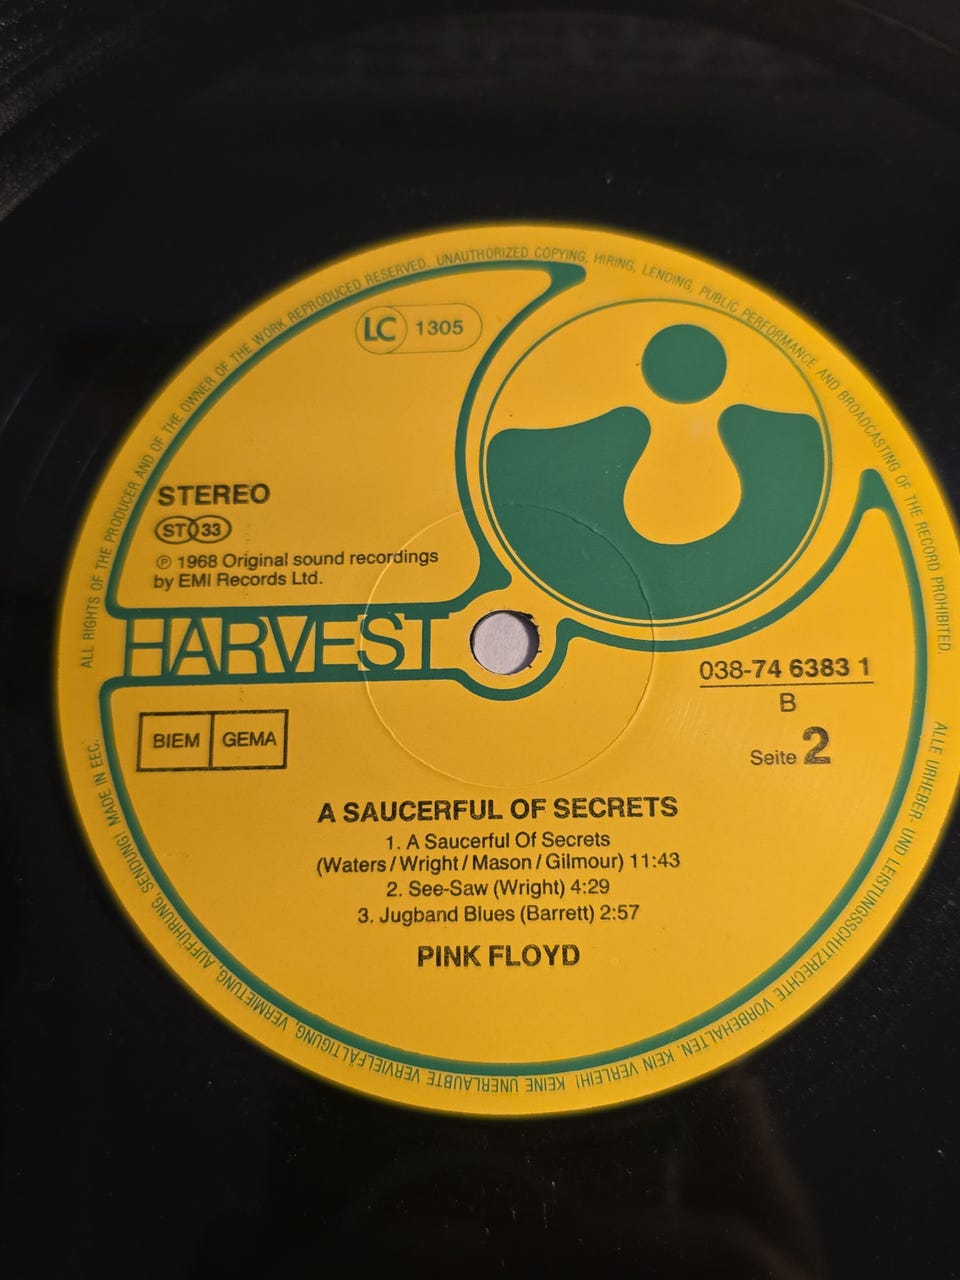 ALL RIGHTS OF THE PRODUCER AND OF THE OWNER OF THE WORK REPRODUCED RESERVED. UNAUTHORIZED COPYING, HIRING, LENDING, PUBLIC PERFORMANCE AND BROADCASTING OF THE RECORD PROHIBITED.
LC 1305
STEREO
ST 33
℗ 1968 Original sound recordings
by EMI Records Ltd.
HARVEST
038-74 6383 1
B
BIEM GEMA
Seite 2
A SAUCERFUL OF SECRETS
1. A Saucerful Of Secrets
(Waters / Wright / Mason / Gilmour) 11:43
2. See-Saw (Wright) 4:29
3. Jugband Blues (Barrett) 2:57
PINK FLOYD
ALLE URHEBER- UND LEISTUNGSSCHUTZRECHTE VORBEHALTEN. KEIN VERLEIH! KEINE UNERLAUBTE VERVIELFÄLTIGUNG, VERMIETUNG, AUFFÜHRUNG, SENDUNG! MADE IN EEC.